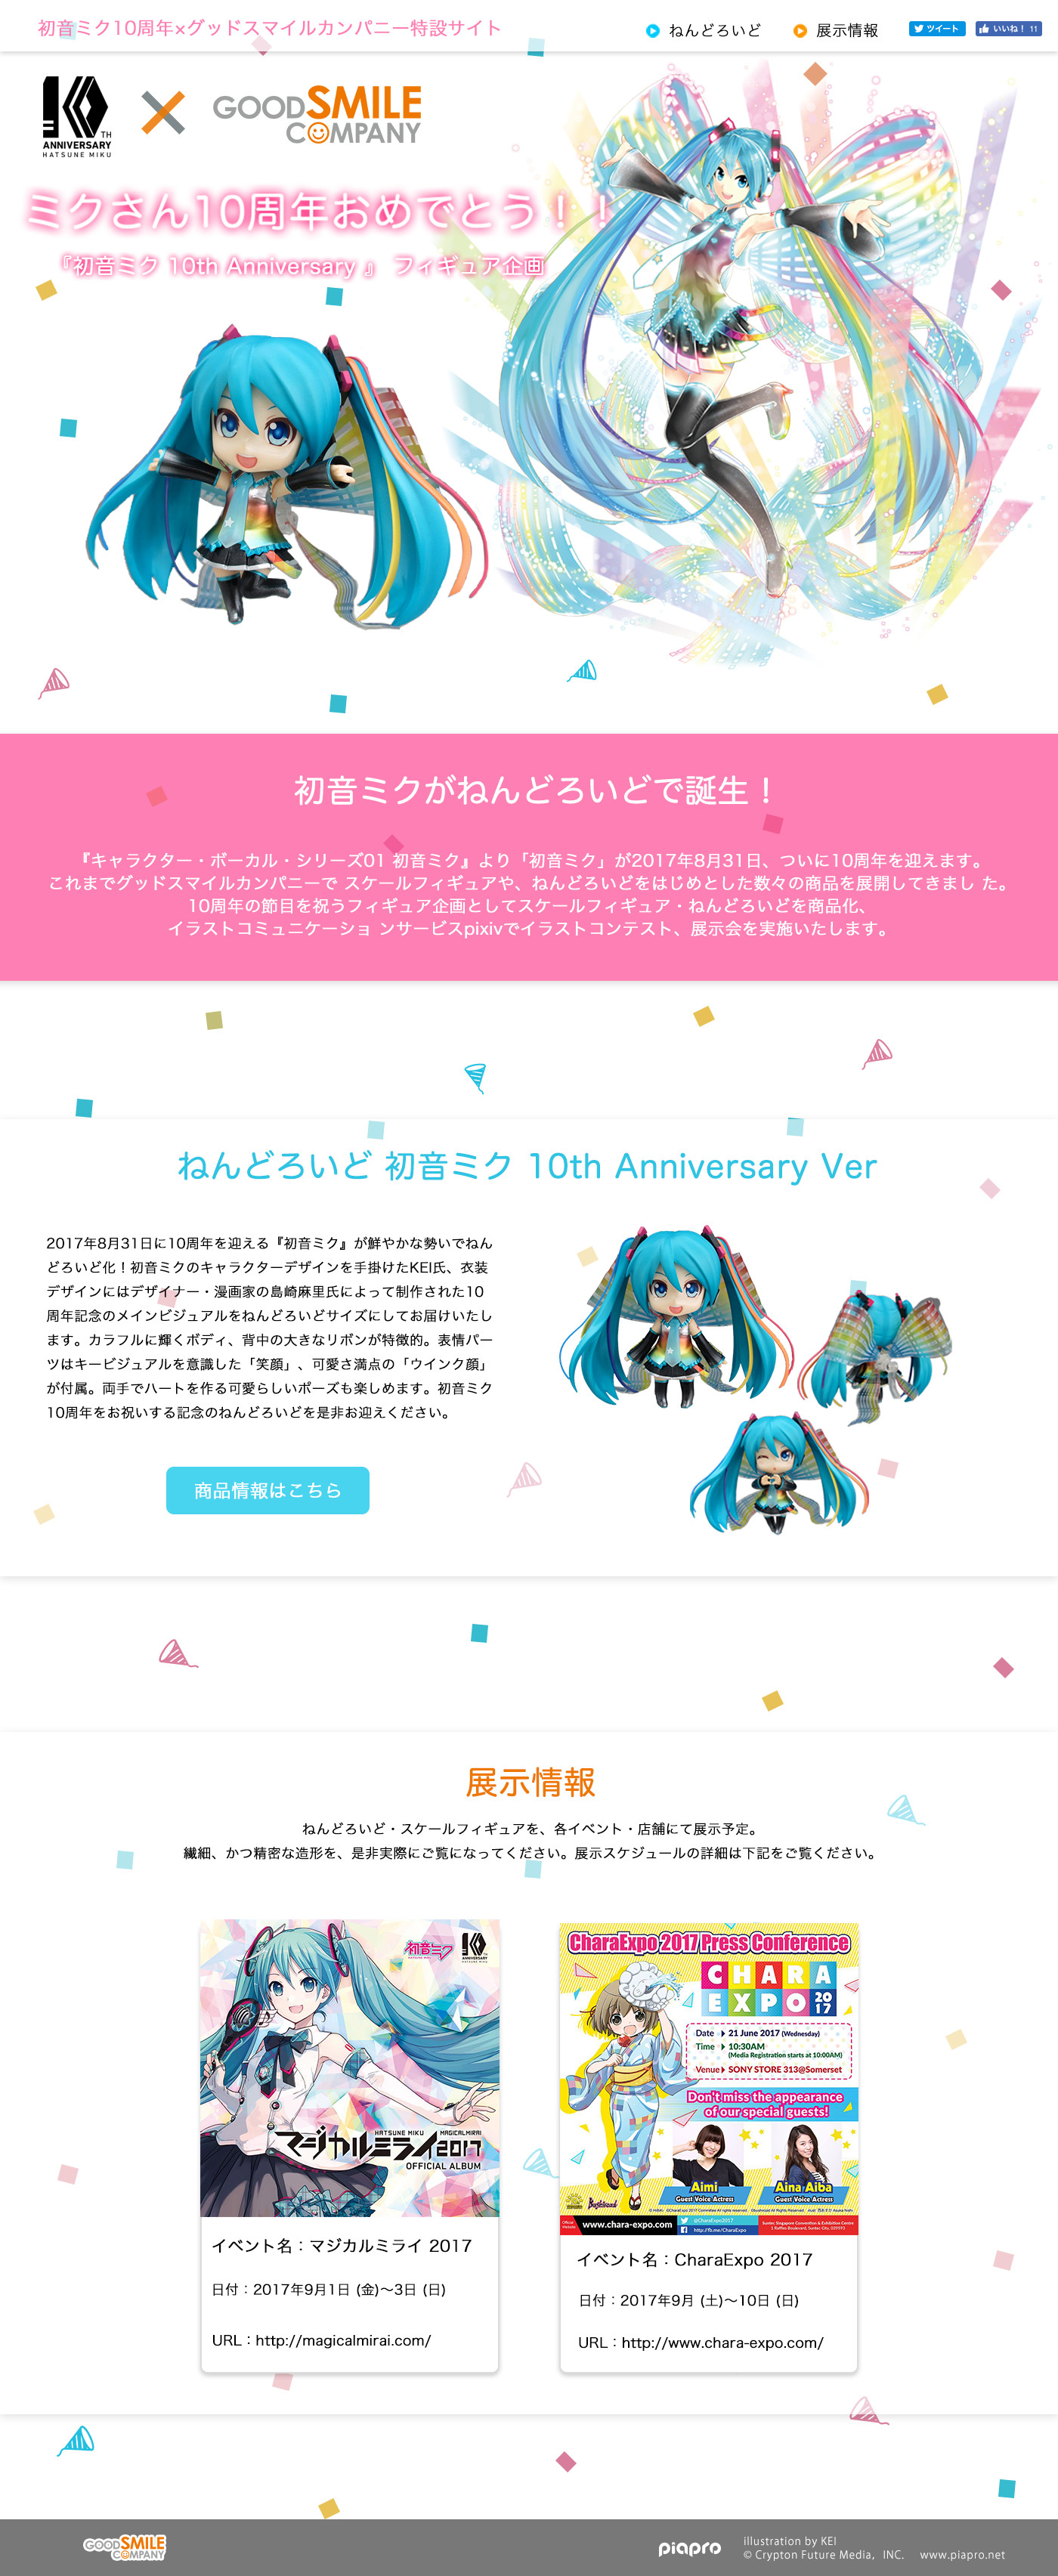 初音ミク10周年×グッドスマイルカンパニー特設サイト
ねんどろいど
展示情報
ツイート
いいね！ 11
10TH
ANNIVERSARY
HATSUNE MIKU
GOODSMILE
COMPANY
ミクさん10周年おめでとう！！
『初音ミク 10th Anniversary 』 フィギュア企画
初音ミクがねんどろいどで誕生！
『キャラクター・ボーカル・シリーズ01 初音ミク』より「初音ミク」が2017年8月31日、ついに10周年を迎えます。
これまでグッドスマイルカンパニーで スケールフィギュアや、ねんどろいどをはじめとした数々の商品を展開してきまし た。
10周年の節目を祝うフィギュア企画としてスケールフィギュア・ねんどろいどを商品化、
イラストコミュニケーショ ンサービスpixivでイラストコンテスト、展示会を実施いたします。
ねんどろいど 初音ミク 10th Anniversary Ver
2017年8月31日に10周年を迎える『初音ミク』が鮮やかな勢いでねん
どろいど化！初音ミクのキャラクターデザインを手掛けたKEI氏、衣装
デザインにはデザイナー・漫画家の島崎麻里氏によって制作された10
周年記念のメインビジュアルをねんどろいどサイズにしてお届けいたし
ます。カラフルに輝くボディ、背中の大きなリボンが特徴的。表情パー
ツはキービジュアルを意識した「笑顔」、可愛さ満点の「ウインク顔」
が付属。両手でハートを作る可愛らしいポーズも楽しめます。初音ミク
10周年をお祝いする記念のねんどろいどを是非お迎えください。
商品情報はこちら
展示情報
ねんどろいど・スケールフィギュアを、各イベント・店舗にて展示予定。
繊細、かつ精密な造形を、是非実際にご覧になってください。展示スケジュールの詳細は下記をご覧ください。
初音ミク
10TH
ANNIVERSARY
HATSUNE MIKU
HATSUNE MIKU MAGICAL MIRAI
マジカルミライ2017
OFFICIAL ALBUM
イベント名：マジカルミライ 2017
日付：2017年9月1日 (金)～3日 (日)
URL：http://magicalmirai.com/
CharaExpo 2017 Press Conference
CHARA
EXPO 2017
Date 21 June 2017 (Wednesday)
Time 10:30AM
(Media Registration starts at 10:00AM)
Venue SONY STORE 313@Somerset
Don't miss the appearance
of our special guests!
Aimi
Guest Voice Actress
Aina Aiba
Guest Voice Actress
Bushiroad
www.chara-expo.com
@CharaExpo2017
http://fb.me/CharaExpo
イベント名：CharaExpo 2017
日付：2017年9月 (土)～10日 (日)
URL：http://www.chara-expo.com/
GOODSMILE
COMPANY
piapro
illustration by KEI
© Crypton Future Media, INC. www.piapro.net